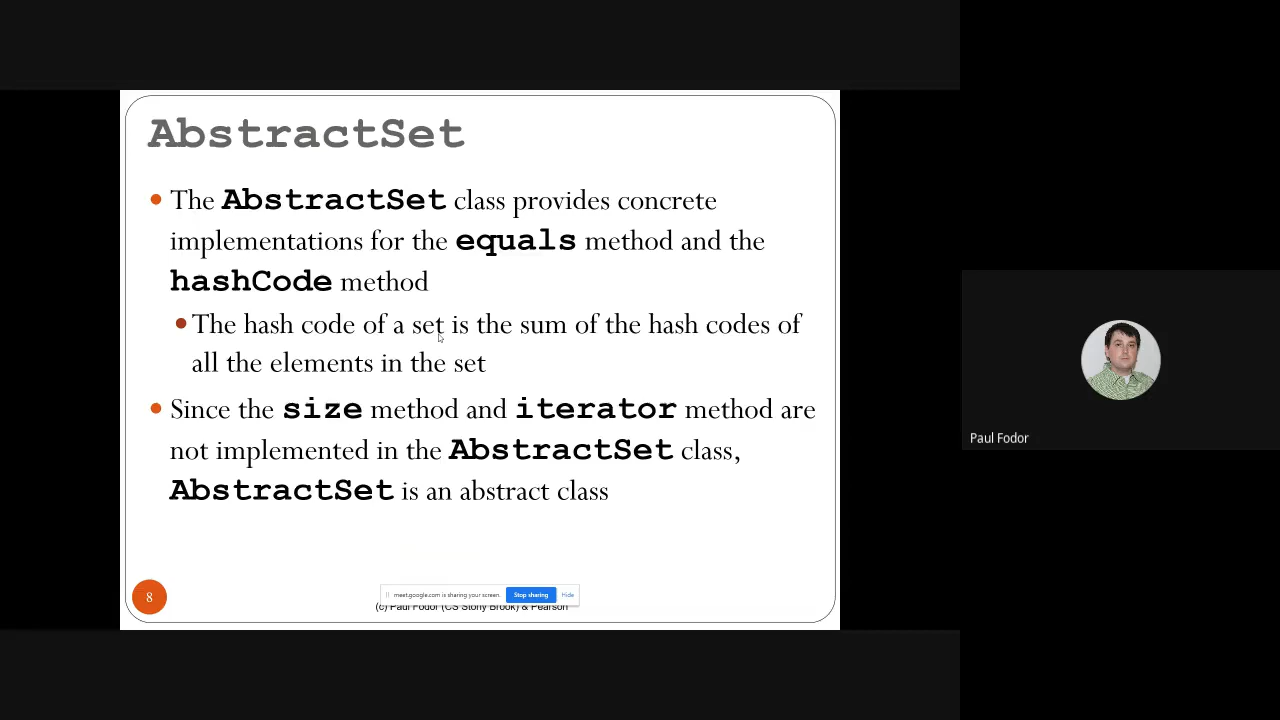 AbstractSet
The AbstractSet class provides concrete
implementations for the equals method and the
hashCode method
The hash code of a set is the sum of the hash codes of
all the elements in the set
Since the size method and iterator method are
not implemented in the AbstractSet class,
AbstractSet is an abstract class
8
meet.google.com is sharing your screen. Stop sharing Hide
(c) Paul Fodor (CS Stony Brook) & Pearson
Paul Fodor